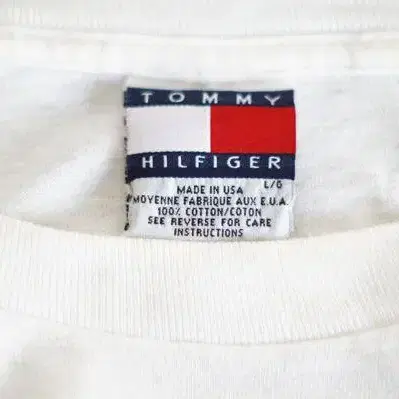 TOMMY
HILFIGER
L/G
MADE IN USA
MOYENNE FABRIQUE AUX E.U.A.
100% COTTON/COTON
SEE REVERSE FOR CARE
INSTRUCTIONS